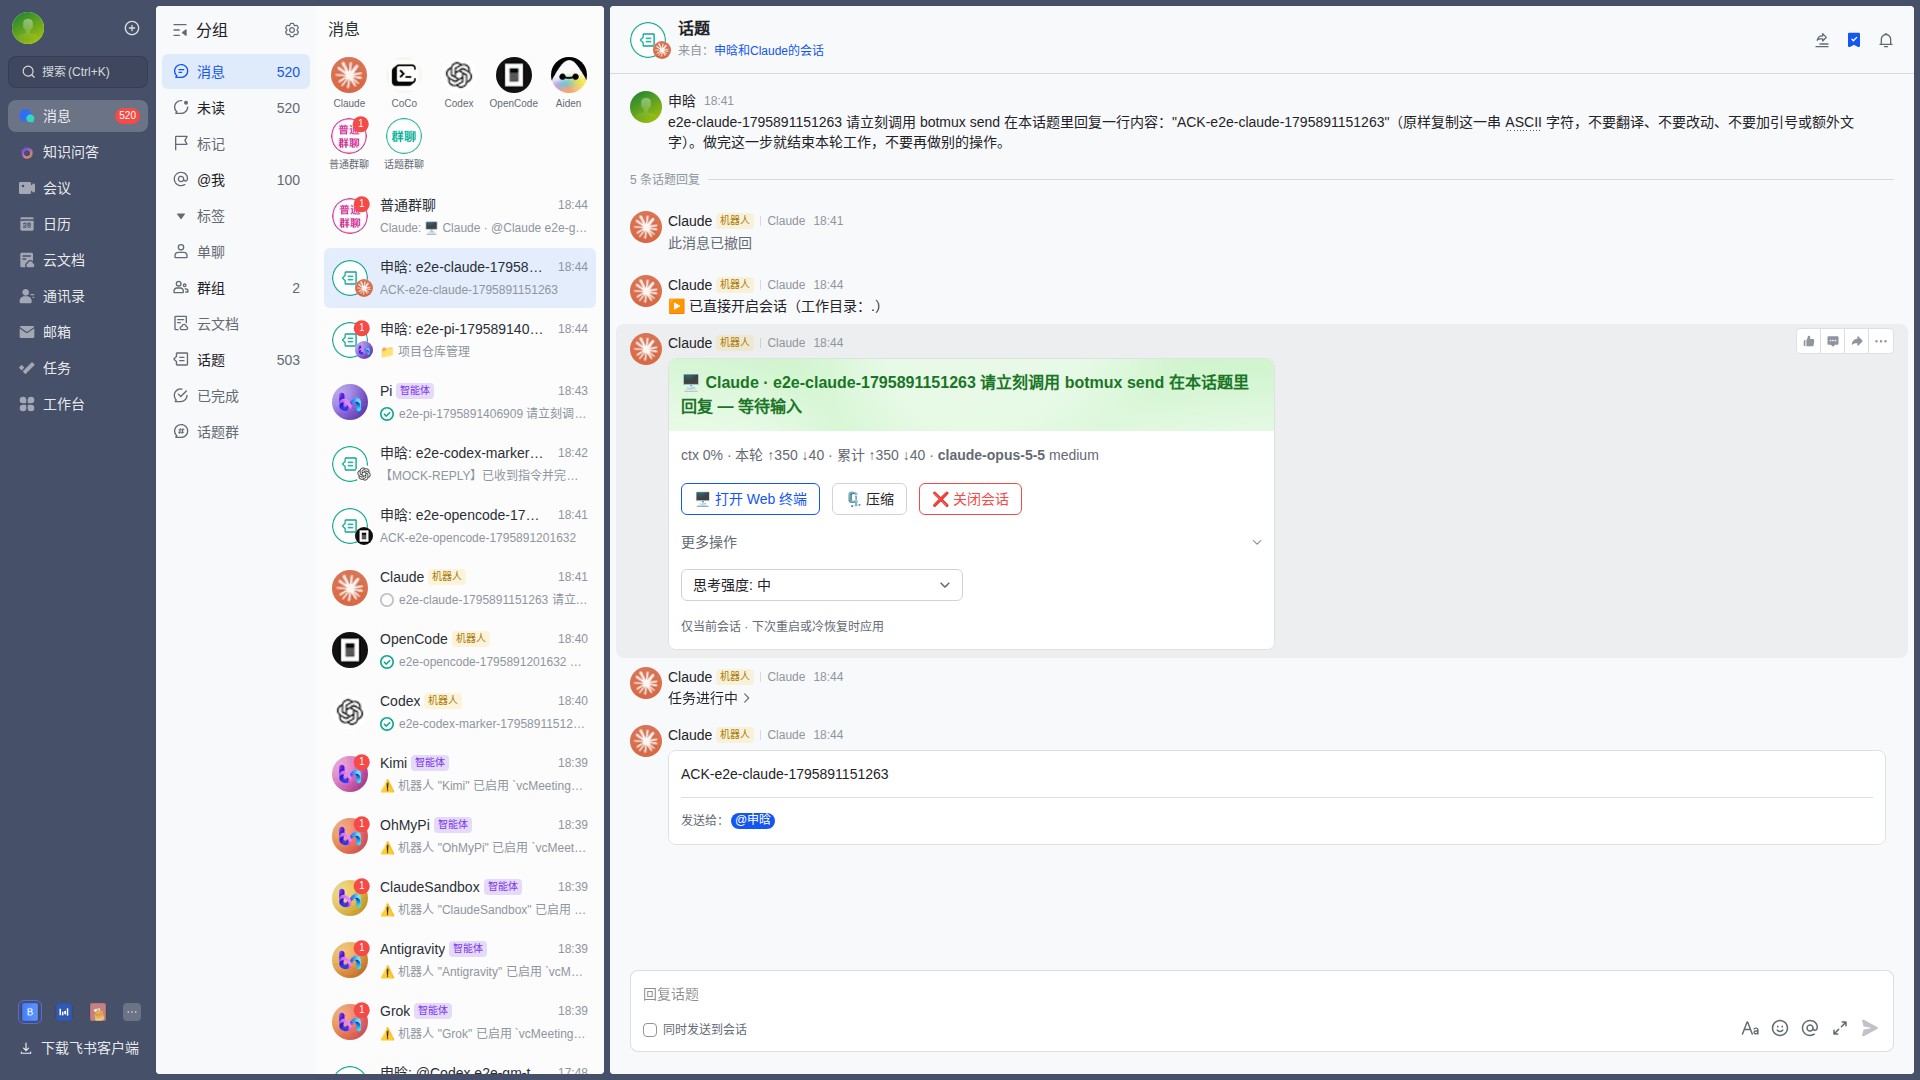 搜索 (Ctrl+K)
消息 520
知识问答
会议
日历
云文档
通讯录
邮箱
任务
工作台
下载飞书客户端
分组
消息 520
未读 520
标记
@我 100
标签
单聊
群组 2
云文档
话题 503
已完成
话题群
消息
Claude CoCo Codex OpenCode Aiden
普通群聊 话题群聊
普通群聊 18:44
Claude: 🖥️ Claude · @Claude e2e-g…
申晗: e2e-claude-17958… 18:44
ACK-e2e-claude-1795891151263
申晗: e2e-pi-179589140… 18:44
📁 项目仓库管理
Pi 智能体 18:43
e2e-pi-1795891406909 请立刻调…
申晗: e2e-codex-marker… 18:42
【MOCK-REPLY】已收到指令并完…
申晗: e2e-opencode-17… 18:41
ACK-e2e-opencode-1795891201632
Claude 机器人 18:41
e2e-claude-1795891151263 请立…
OpenCode 机器人 18:40
e2e-opencode-1795891201632 …
Codex 机器人 18:40
e2e-codex-marker-17958911512…
Kimi 智能体 18:39
⚠️ 机器人 "Kimi" 已启用 `vcMeeting…
OhMyPi 智能体 18:39
⚠️ 机器人 "OhMyPi" 已启用 `vcMeet…
ClaudeSandbox 智能体 18:39
⚠️ 机器人 "ClaudeSandbox" 已启用 …
Antigravity 智能体 18:39
⚠️ 机器人 "Antigravity" 已启用 `vcM…
Grok 智能体 18:39
⚠️ 机器人 "Grok" 已启用 `vcMeeting…
申晗: @Codex e2e-gm-t… 17:48
话题
来自：申晗和Claude的会话
申晗 18:41
e2e-claude-1795891151263 请立刻调用 botmux send 在本话题里回复一行内容："ACK-e2e-claude-1795891151263"（原样复制这一串 ASCII 字符，不要翻译、不要改动、不要加引号或额外文
字）。做完这一步就结束本轮工作，不要再做别的操作。
5 条话题回复
Claude 机器人 | Claude 18:41
此消息已撤回
Claude 机器人 | Claude 18:44
▶️ 已直接开启会话（工作目录：.）
Claude 机器人 | Claude 18:44
🖥️ Claude · e2e-claude-1795891151263 请立刻调用 botmux send 在本话题里
回复 — 等待输入
ctx 0% · 本轮 ↑350 ↓40 · 累计 ↑350 ↓40 · claude-opus-5-5 medium
🖥️ 打开 Web 终端 🗜️ 压缩 ❌ 关闭会话
更多操作
思考强度: 中
仅当前会话 · 下次重启或冷恢复时应用
Claude 机器人 | Claude 18:44
任务进行中
Claude 机器人 | Claude 18:44
ACK-e2e-claude-1795891151263
发送给：@申晗
回复话题
同时发送到会话